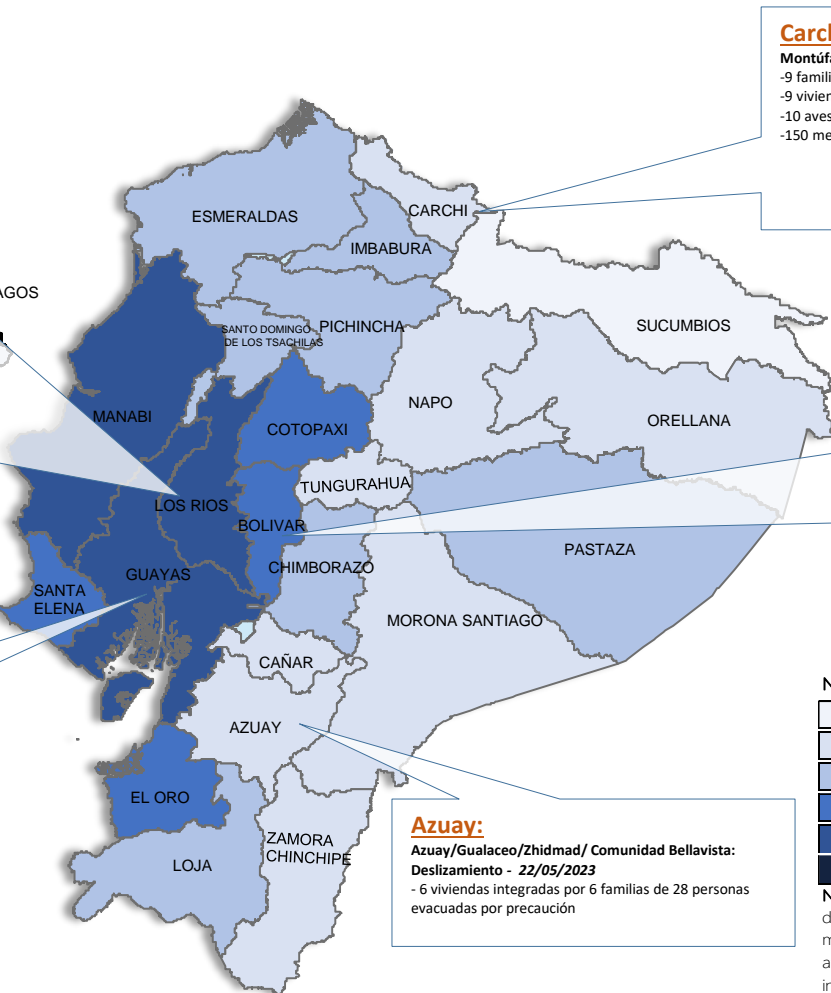 Carch
Montúfa
-9 famili
-9 vivien
-10 aves
-150 me
ESMERALDAS
CARCHI
IMBABURA
AGOS
SUCUMBIOS
SANTO DOMINGO
DE LOS TSACHILAS
PICHINCHA
NAPO
MANABI
ORELLANA
COTOPAXI
TUNGURAHUA
LOS RIOS
BOLIVAR
PASTAZA
CHIMBORAZO
GUAYAS
SANTA
ELENA
MORONA SANTIAGO
CAÑAR
AZUAY
EL ORO
ZAMORA
CHINCHIPE
LOJA
Azuay:
Azuay/Gualaceo/Zhidmad/ Comunidad Bellavista:
Deslizamiento - 22/05/2023
- 6 viviendas integradas por 6 familias de 28 personas
evacuadas por precaución
N
N
d
m
a
in